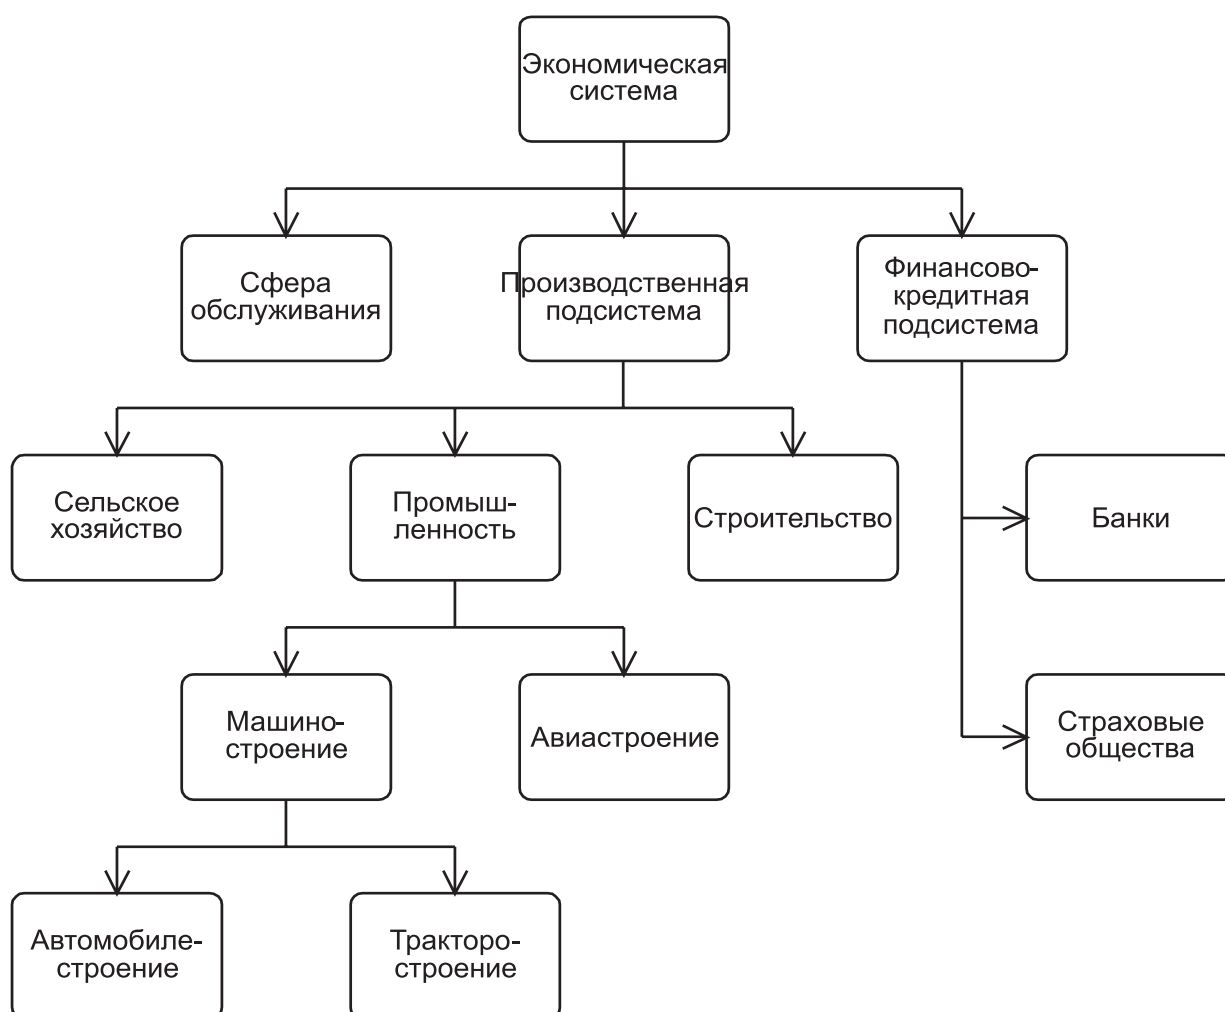 Экономическая
система
Сфера
обслуживания
Производственная
подсистема
Финансово-
кредитная
подсистема
Сельское
хозяйство
Промыш-
ленность
Строительство
Банки
Машино-
строение
Авиастроение
Страховые
общества
Автомобиле-
строение
Тракторо-
строение